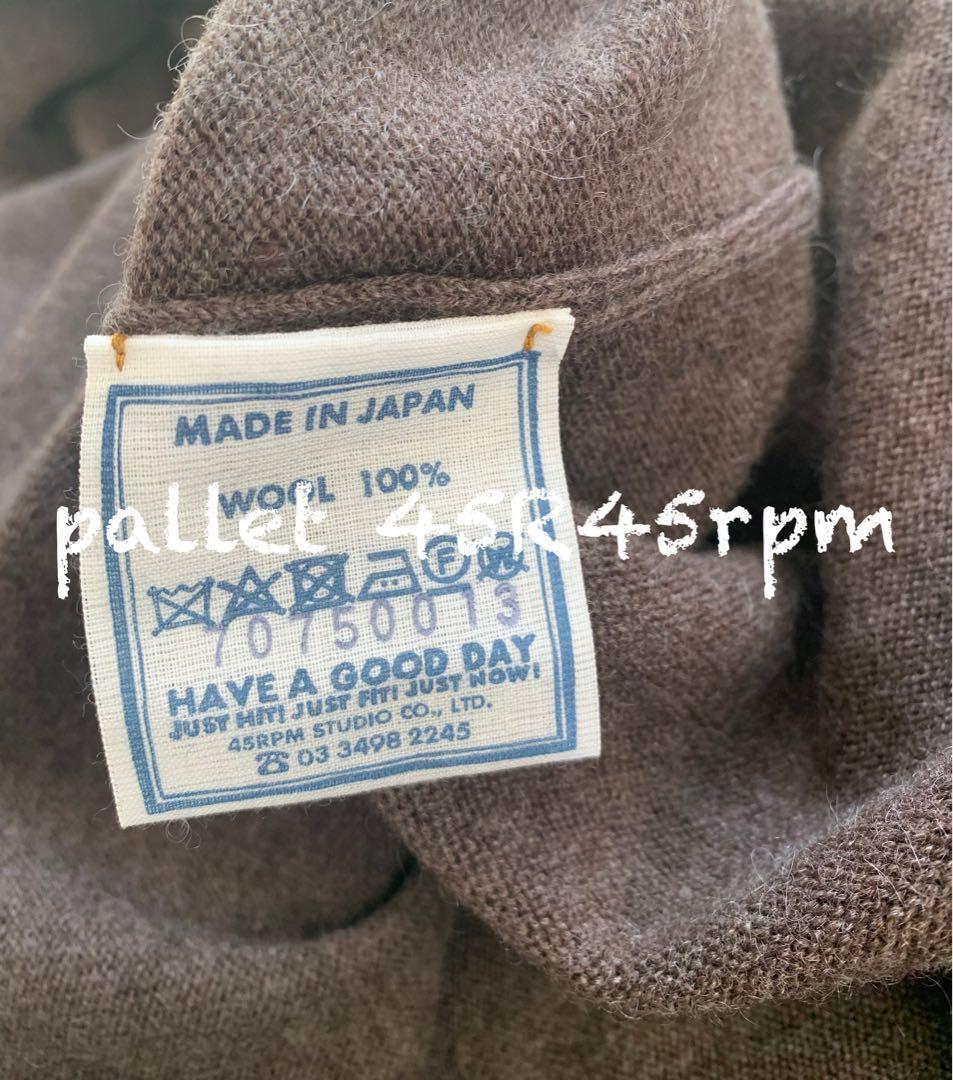 MADE IN JAPAN
WOOL 100%
pallet 45R45rpm
F W
70750013
HAVE A GOOD DAY
JUST HIT! JUST FIT! JUST NOW!
45RPM STUDIO CO., LTD.
☎ 03 3498 2245